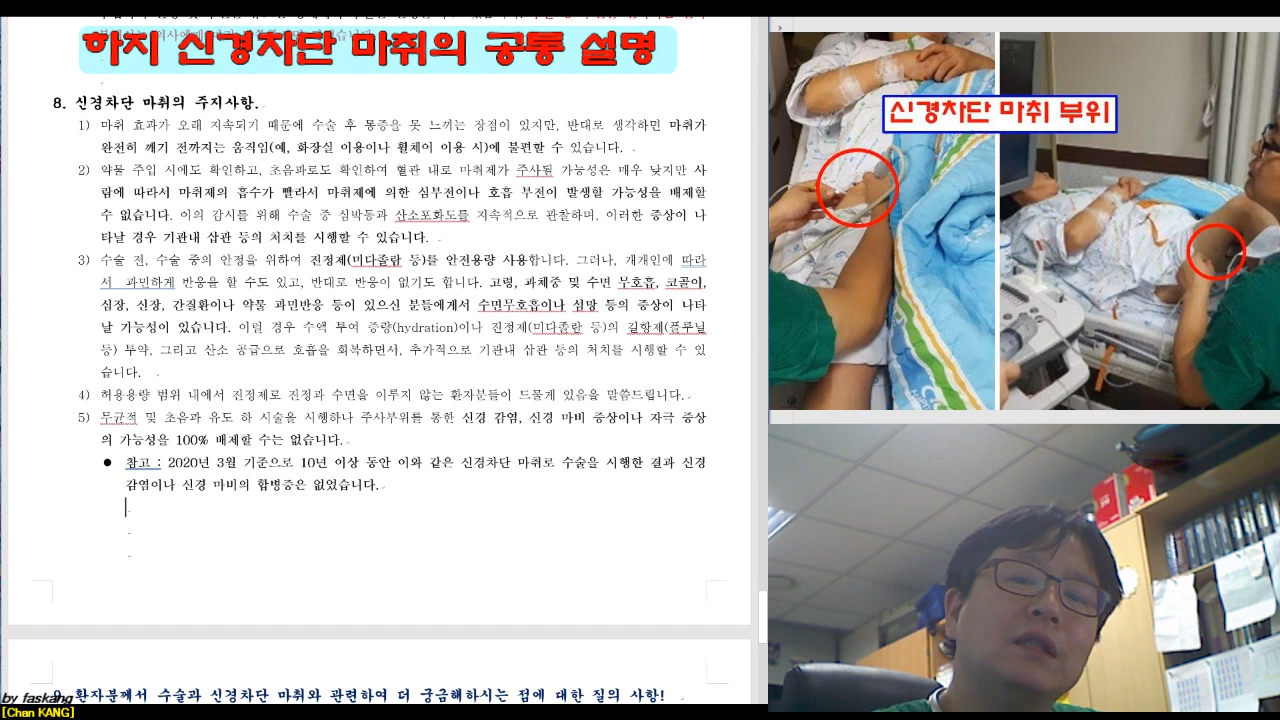 하지 신경차단 마취의 공통 설명
8. 신경차단 마취의 주지사항.
1) 마취 효과가 오래 지속되기 때문에 수술 후 통증을 못 느끼는 장점이 있지만, 반대로 생각하면 마취가
완전히 깨기 전까지는 움직임(예, 화장실 이용이나 휠체어 이용 시)에 불편할 수 있습니다.
2) 약물 주입 시에도 확인하고, 초음파로도 확인하여 혈관 내로 마취제가 주사될 가능성은 매우 낮지만 사
람에 따라서 마취제의 흡수가 빨라서 마취제에 의한 심부전이나 호흡 부전이 발생할 가능성을 배제할
수 없습니다. 이의 감시를 위해 수술 중 심박동과 산소포화도를 지속적으로 관찰하며, 이러한 증상이 나
타날 경우 기관내 삽관 등의 처치를 시행할 수 있습니다.
3) 수술 전, 수술 중의 안정을 위하여 진정제(미다졸람 등)를 안전용량 사용합니다. 그러나, 개개인에 따라
서 과민하게 반응을 할 수도 있고, 반대로 반응이 없기도 합니다. 고령, 과체중 및 수면 무호흡, 코골이,
심장, 신장, 간질환이나 약물 과민반응 등이 있으신 분들에게서 수면무호흡이나 심망 등의 증상이 나타
날 가능성이 있습니다. 이럴 경우 수액 투여 증량(hydration)이나 진정제(미다졸람 등)의 길항제(플루닐
등) 투약, 그리고 산소 공급으로 호흡을 회복하면서, 추가적으로 기관내 삽관 등의 처치를 시행할 수 있
습니다.
4) 허용용량 범위 내에서 진정제로 진정과 수면을 이루지 않는 환자분들이 드물게 있음을 말씀드립니다.
5) 무균적 및 초음파 유도 하 시술을 시행하나 주사부위를 통한 신경 감염, 신경 마비 증상이나 자극 증상
의 가능성을 100% 배제할 수는 없습니다.
● 참고 : 2020년 3월 기준으로 10년 이상 동안 이와 같은 신경차단 마취로 수술을 시행한 결과 신경
감염이나 신경 마비의 합병증은 없었습니다.
9. 환자분께서 수술과 신경차단 마취와 관련하여 더 궁금해하시는 점에 대한 질의 사항!
by faskang
[Chan KANG]
신경차단 마취 부위